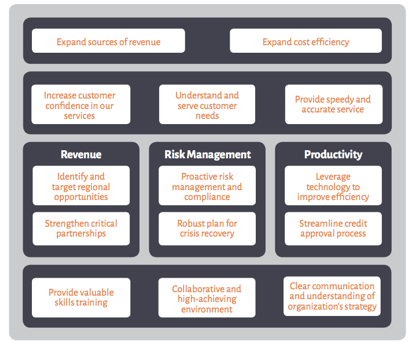 Expand sources of revenue
Expand cost efficiency
Increase customer
confidence in our
services
Understand and
serve customer
needs
Provide speedy and
accurate service
Revenue
Identify and
target regional
opportunities
Strengthen critical
partnerships
Risk Management
Proactive risk
management and
compliance
Robust plan for
crisis recovery
Productivity
Leverage
technology to
improve efficiency
Streamline credit
approval process
Provide valuable
skills training
Collaborative and
high-achieving
environment
Clear communication
and understanding of
organization's strategy